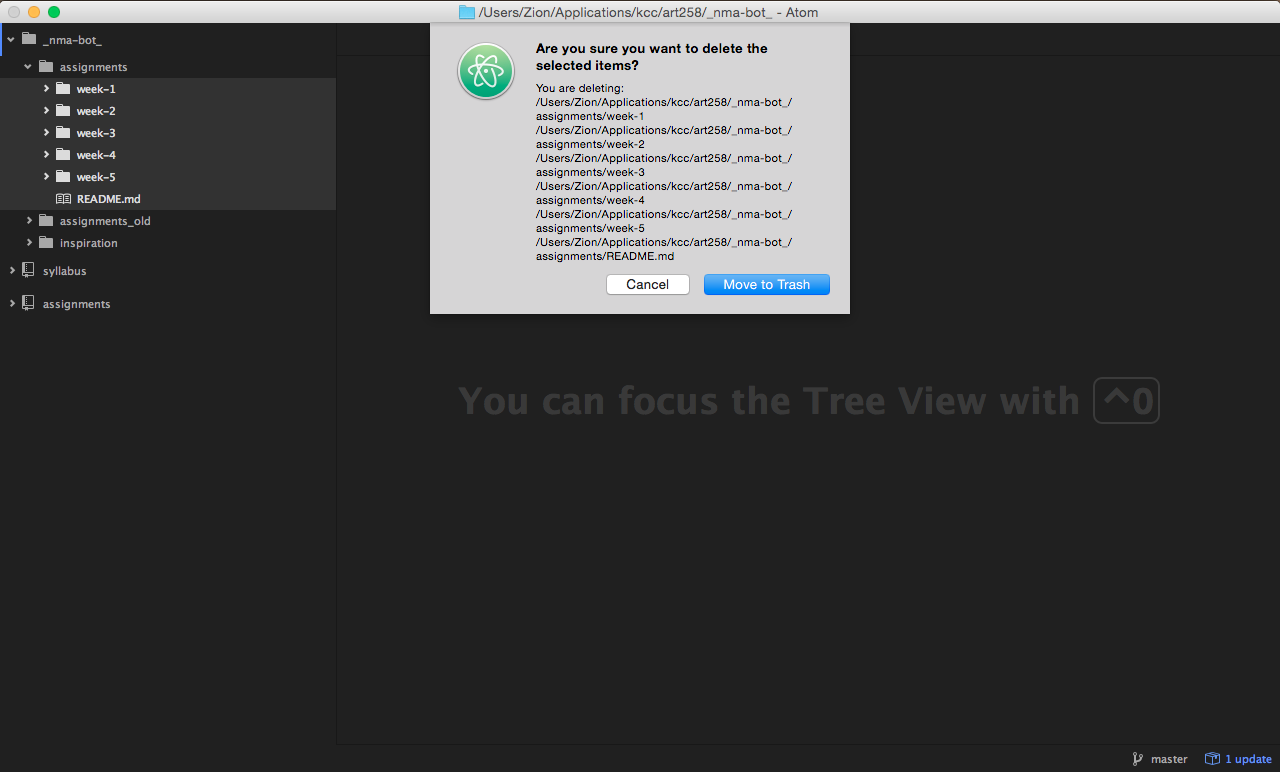 /Users/Zion/Applications/kcc/art258/_nma-bot_ - Atom
_nma-bot_
assignments
week-1
week-2
week-3
week-4
week-5
README.md
assignments_old
inspiration
syllabus
assignments
Are you sure you want to delete the
selected items?
You are deleting:
/Users/Zion/Applications/kcc/art258/_nma-bot_/
assignments/week-1
/Users/Zion/Applications/kcc/art258/_nma-bot_/
assignments/week-2
/Users/Zion/Applications/kcc/art258/_nma-bot_/
assignments/week-3
/Users/Zion/Applications/kcc/art258/_nma-bot_/
assignments/week-4
/Users/Zion/Applications/kcc/art258/_nma-bot_/
assignments/week-5
/Users/Zion/Applications/kcc/art258/_nma-bot_/
assignments/README.md
Cancel Move to Trash
You can focus the Tree View with ^0
master 1 update